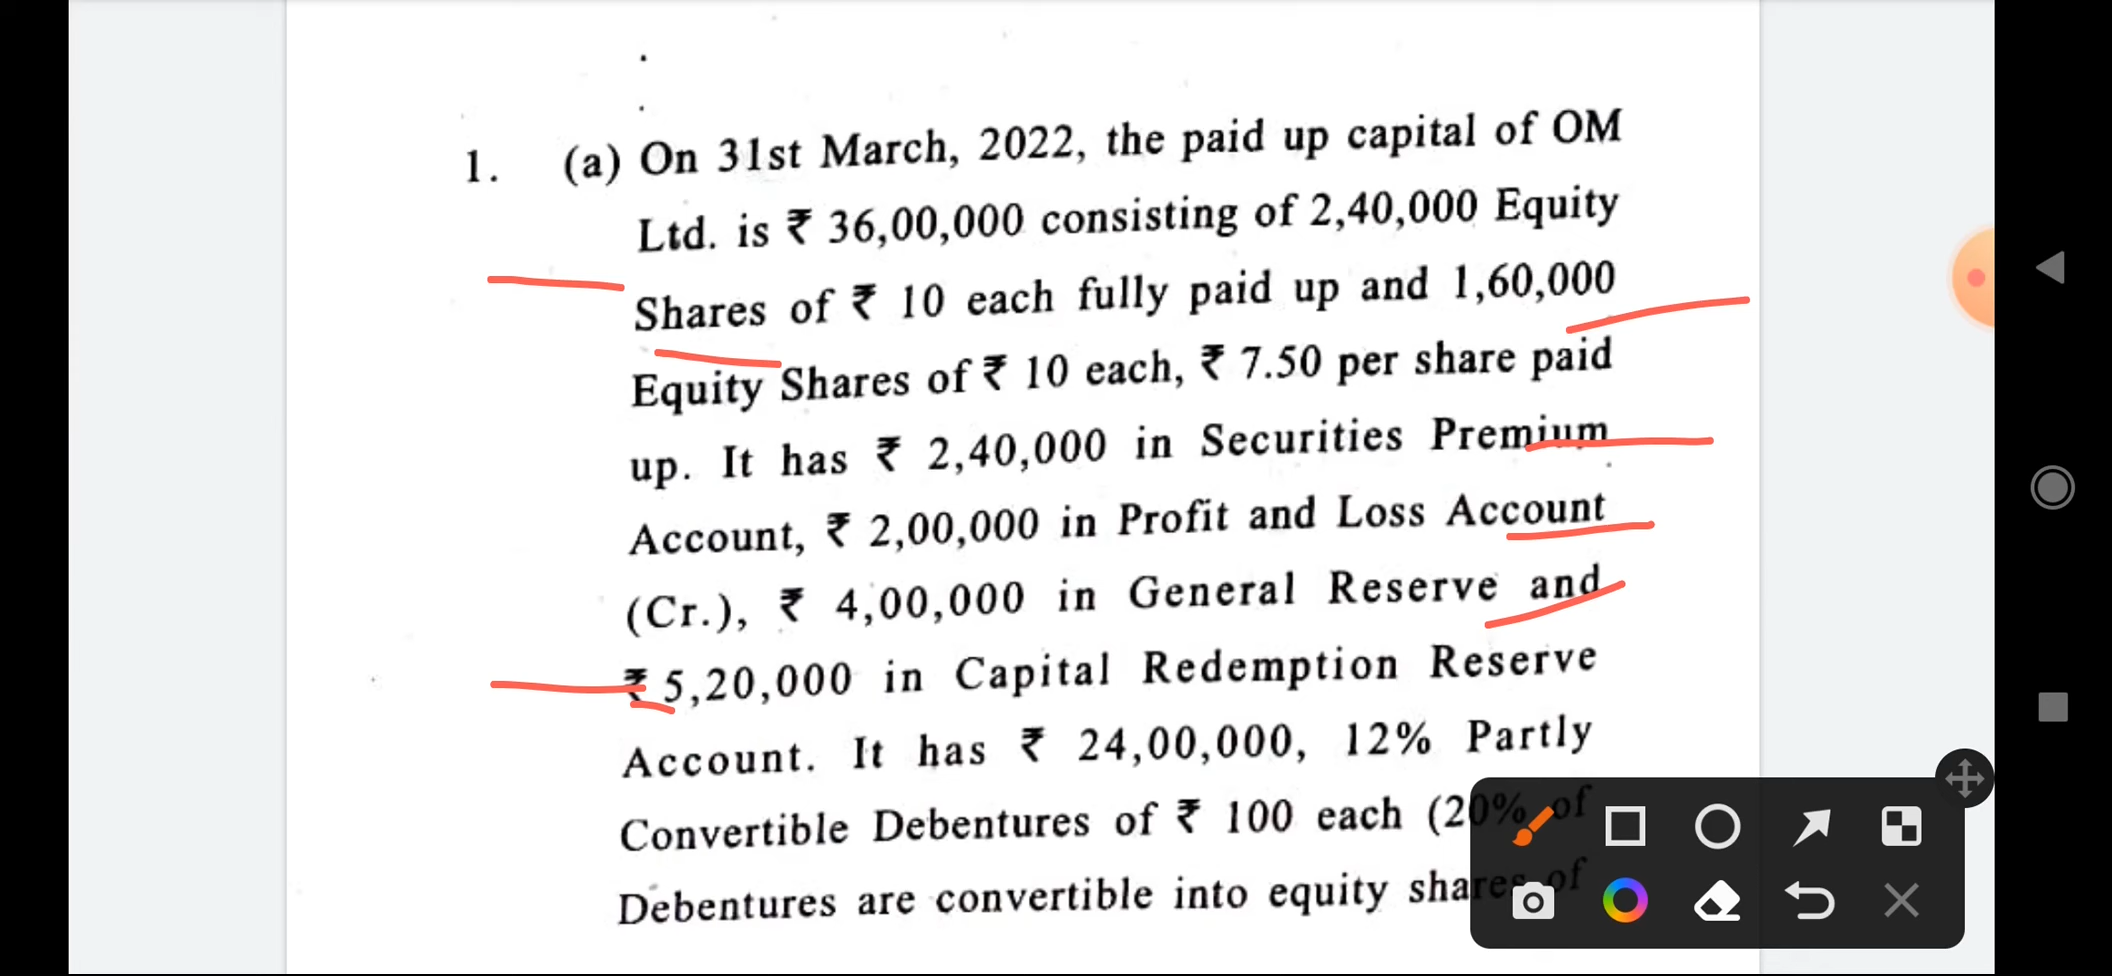 1. (a) On 31st March, 2022, the paid up capital of OM
Ltd. is ₹ 36,00,000 consisting of 2,40,000 Equity
Shares of ₹ 10 each fully paid up and 1,60,000
Equity Shares of ₹ 10 each, ₹ 7.50 per share paid
up. It has ₹ 2,40,000 in Securities Premium
Account, ₹ 2,00,000 in Profit and Loss Account
(Cr.), ₹ 4,00,000 in General Reserve and
₹ 5,20,000 in Capital Redemption Reserve
Account. It has ₹ 24,00,000, 12% Partly
Convertible Debentures of ₹ 100 each (20% of
Debentures are convertible into equity shares of